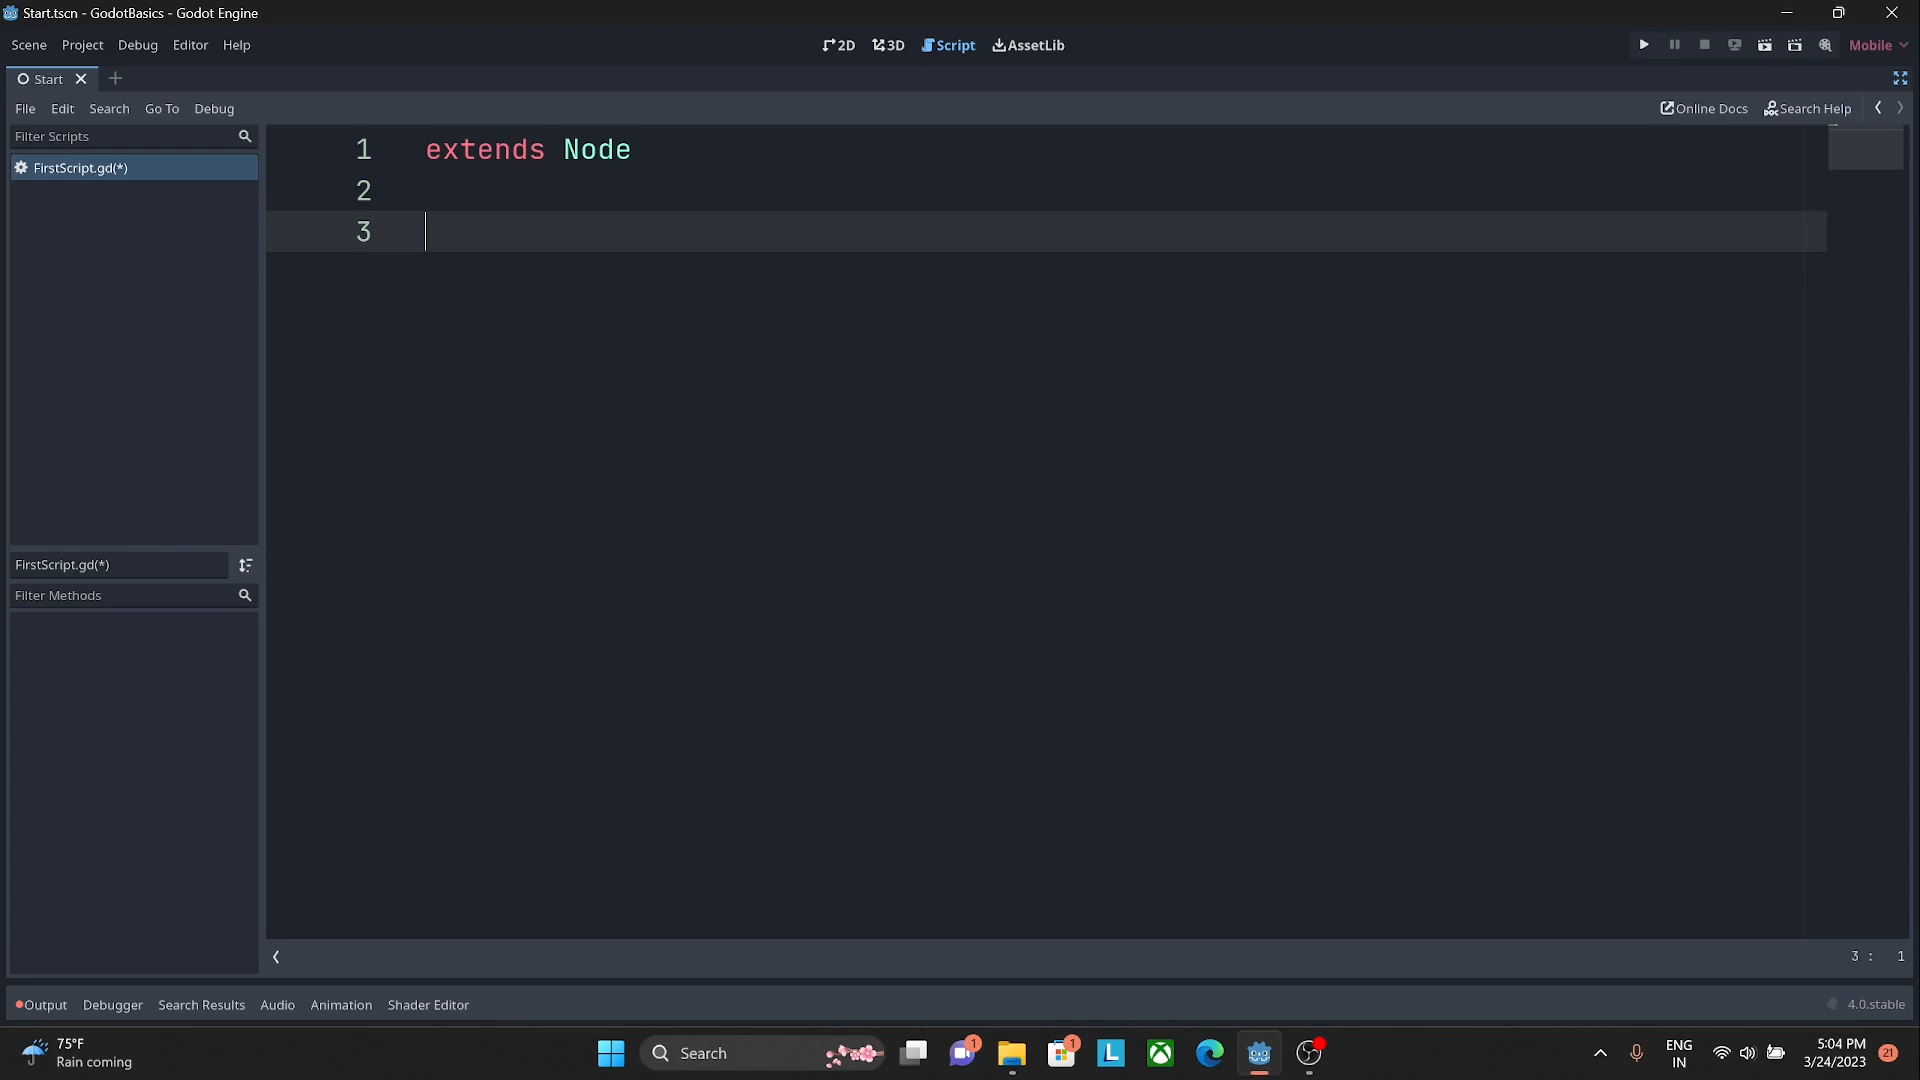 Start.tscn - GodotBasics - Godot Engine
Scene Project Debug Editor Help 2D 3D Script AssetLib Mobile
Start
File Edit Search Go To Debug Online Docs Search Help
Filter Scripts
FirstScript.gd(*)
1 extends Node
2
3
FirstScript.gd(*)
Filter Methods
3 : 1
Output Debugger Search Results Audio Animation Shader Editor 4.0.stable
75°F
Rain coming
Search
1
1
L
ENG
IN
5:04 PM
3/24/2023
21